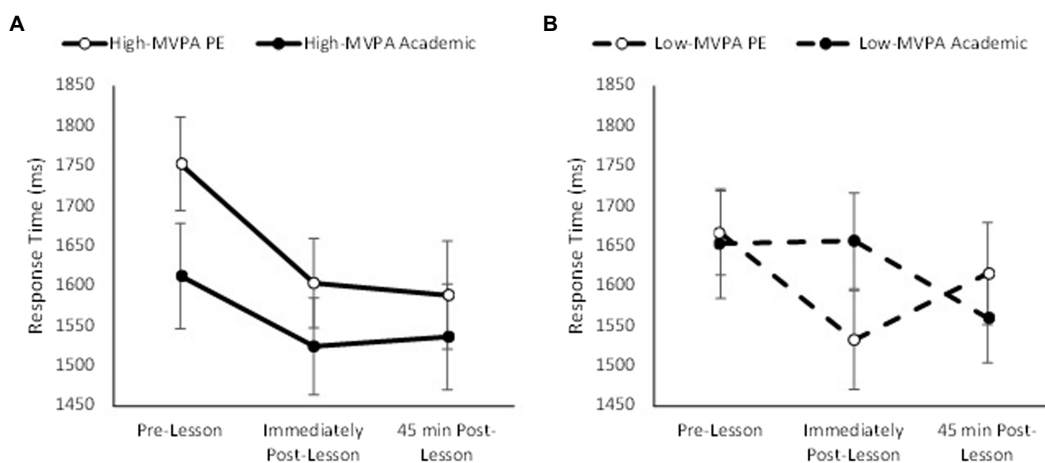 A
High-MVPA PE
High-MVPA Academic
Response Time (ms)
1850
1800
1750
1700
1650
1600
1550
1500
1450
Pre-Lesson
Immediately
Post-Lesson
45 min Post-
Lesson
B
Low-MVPA PE
Low-MVPA Academic
Response Time (ms)
1850
1800
1750
1700
1650
1600
1550
1500
1450
Pre-Lesson
Immediately
Post-Lesson
45 min Post-
Lesson